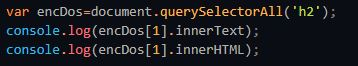 var encDos=document.querySelectorAll('h2');
console.log(encDos[1].innerText);
console.log(encDos[1].innerHTML);